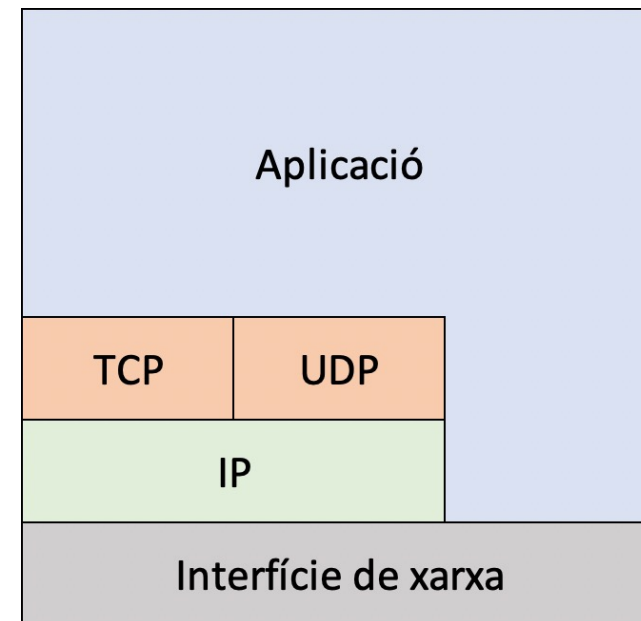 Aplicació
TCP UDP
IP
Interfície de xarxa